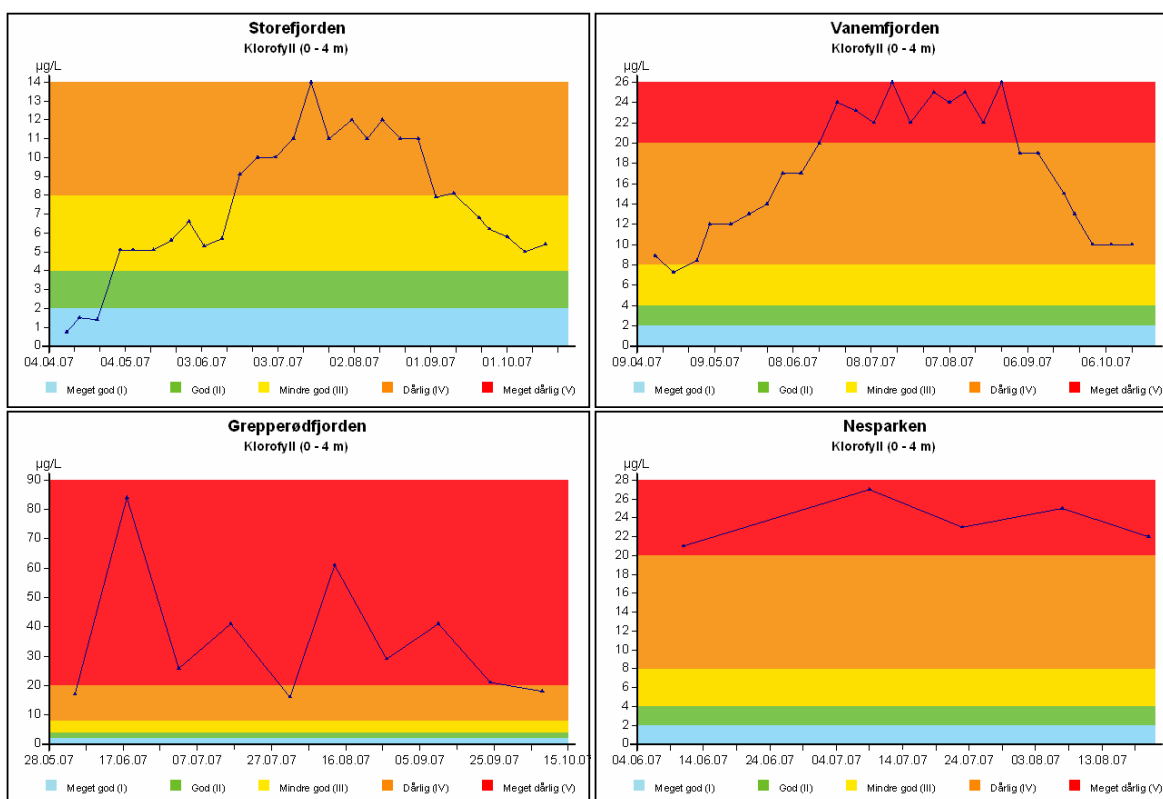 Storefjorden
Klorofyll (0 - 4 m)
µg/L
14
13
12
11
10
9
8
7
6
5
4
3
2
1
0
04.04.07 04.05.07 03.06.07 03.07.07 02.08.07 01.09.07 01.10.07
Meget god (I) God (II) Mindre god (III) Dårlig (IV) Meget dårlig (V)
Vanemfjorden
Klorofyll (0 - 4 m)
µg/L
26
24
22
20
18
16
14
12
10
8
6
4
2
0
09.04.07 09.05.07 08.06.07 08.07.07 07.08.07 06.09.07 06.10.07
Meget god (I) God (II) Mindre god (III) Dårlig (IV) Meget dårlig (V)
Grepperødfjorden
Klorofyll (0 - 4 m)
µg/L
90
80
70
60
50
40
30
20
10
0
28.05.07 17.06.07 07.07.07 27.07.07 16.08.07 05.09.07 25.09.07 15.10.07
Meget god (I) God (II) Mindre god (III) Dårlig (IV) Meget dårlig (V)
Nesparken
Klorofyll (0 - 4 m)
µg/L
28
26
24
22
20
18
16
14
12
10
8
6
4
2
0
04.06.07 14.06.07 24.06.07 04.07.07 14.07.07 24.07.07 03.08.07 13.08.07
Meget god (I) God (II) Mindre god (III) Dårlig (IV) Meget dårlig (V)